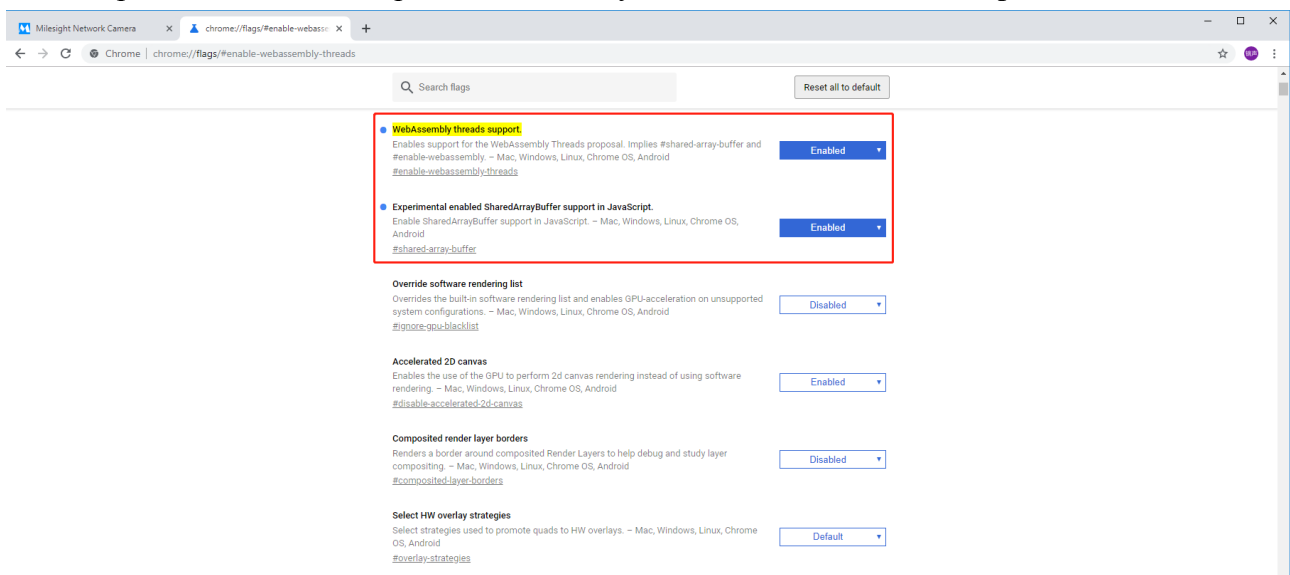 Milesight Network Camera
chrome://flags/#enable-webasse
Chrome | chrome://flags/#enable-webassembly-threads
Search flags
Reset all to default
WebAssembly threads support.
Enables support for the WebAssembly Threads proposal. Implies #shared-array-buffer and
#enable-webassembly. – Mac, Windows, Linux, Chrome OS, Android
Enabled
#enable-webassembly-threads
Experimental enabled SharedArrayBuffer support in JavaScript.
Enable SharedArrayBuffer support in JavaScript. – Mac, Windows, Linux, Chrome OS,
Android
Enabled
#shared-array-buffer
Override software rendering list
Overrides the built-in software rendering list and enables GPU-acceleration on unsupported
system configurations. – Mac, Windows, Linux, Chrome OS, Android
Disabled
#ignore-gpu-blacklist
Accelerated 2D canvas
Enables the use of the GPU to perform 2d canvas rendering instead of using software
rendering. – Mac, Windows, Linux, Chrome OS, Android
Enabled
#disable-accelerated-2d-canvas
Composited render layer borders
Renders a border around composited Render Layers to help debug and study layer
compositing. – Mac, Windows, Linux, Chrome OS, Android
Disabled
#composited-layer-borders
Select HW overlay strategies
Select strategies used to promote quads to HW overlays. – Mac, Windows, Linux, Chrome
OS, Android
Default
#overlay-strategies